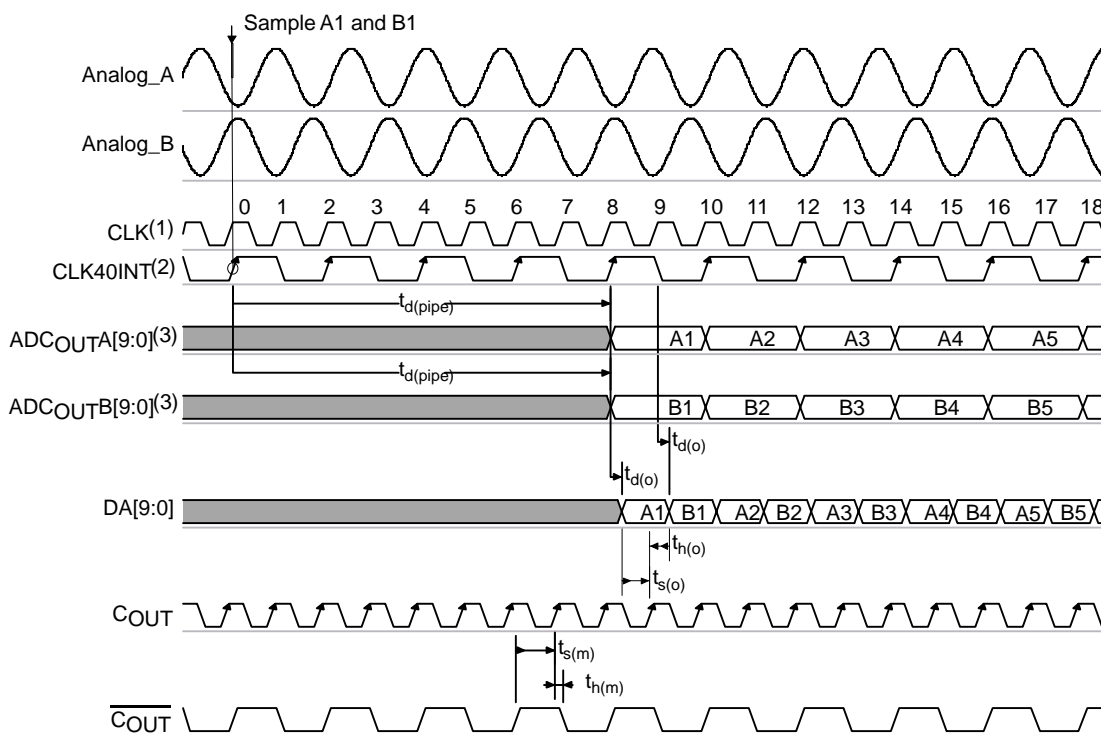 Sample A1 and B1
Analog_A
Analog_B
0 1 2 3 4 5 6 7 8 9 10 11 12 13 14 15 16 17 18
CLK(1)
CLK40INT(2)
td(pipe)
ADCOUTA[9:0](3) A1 A2 A3 A4 A5
td(pipe)
ADCOUTB[9:0](3) B1 B2 B3 B4 B5
td(o)
td(o)
DA[9:0] A1 B1 A2 B2 A3 B3 A4 B4 A5 B5
th(o)
ts(o)
COUT
ts(m)
th(m)
COUT